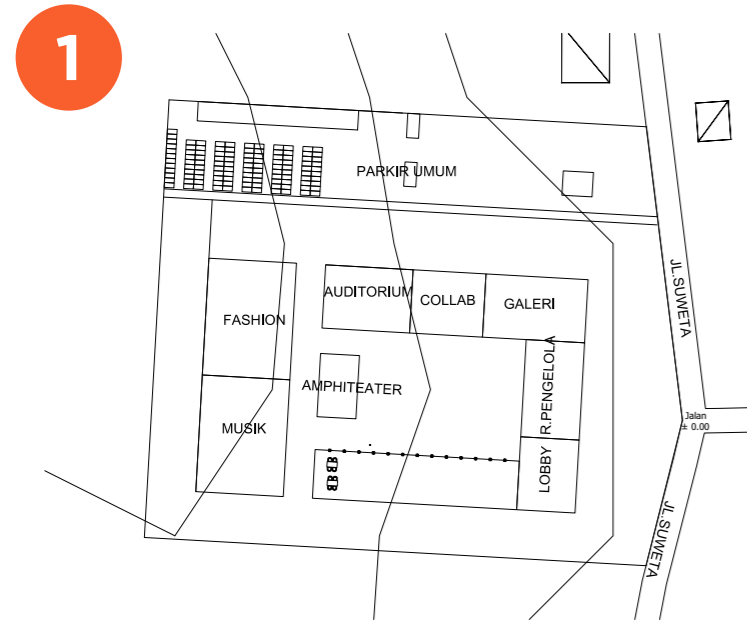 1
PARKIR UMUM
JL.SUWETA
AUDITORIUM
COLLAB
GALERI
FASHION
R.PENGELOLA
AMPHITEATER
MUSIK
LOBBY
Jalan
± 0.00
JL.SUWETA